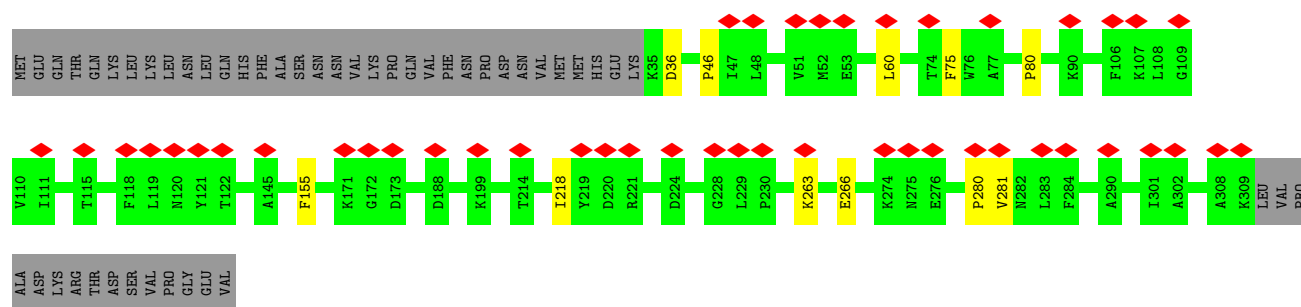 MET GLU GLN THR GLN LYS LEU LYS LEU ASN LEU GLN HIS PHE ALA SER ASN ASN VAL LYS PRO GLN VAL PHE ASN PRO ASP ASN VAL MET MET HIS GLU LYS K35 D36 P46 I47 L48 V51 M52 E53 L60 T74 F75 W76 A77 P80 K90 F106 K107 L108 G109
V110 I111 T115 F118 L119 N120 Y121 T122 A145 F155 K171 G172 D173 D188 K199 T214 I218 Y219 D220 R221 D224 G228 L229 P230 K263 E266 K274 N275 E276 P280 V281 N282 L283 F284 A290 I301 A302 A308 K309 LEU VAL PRO
ALA ASP LYS ARG THR ASP SER VAL PRO GLY GLU VAL